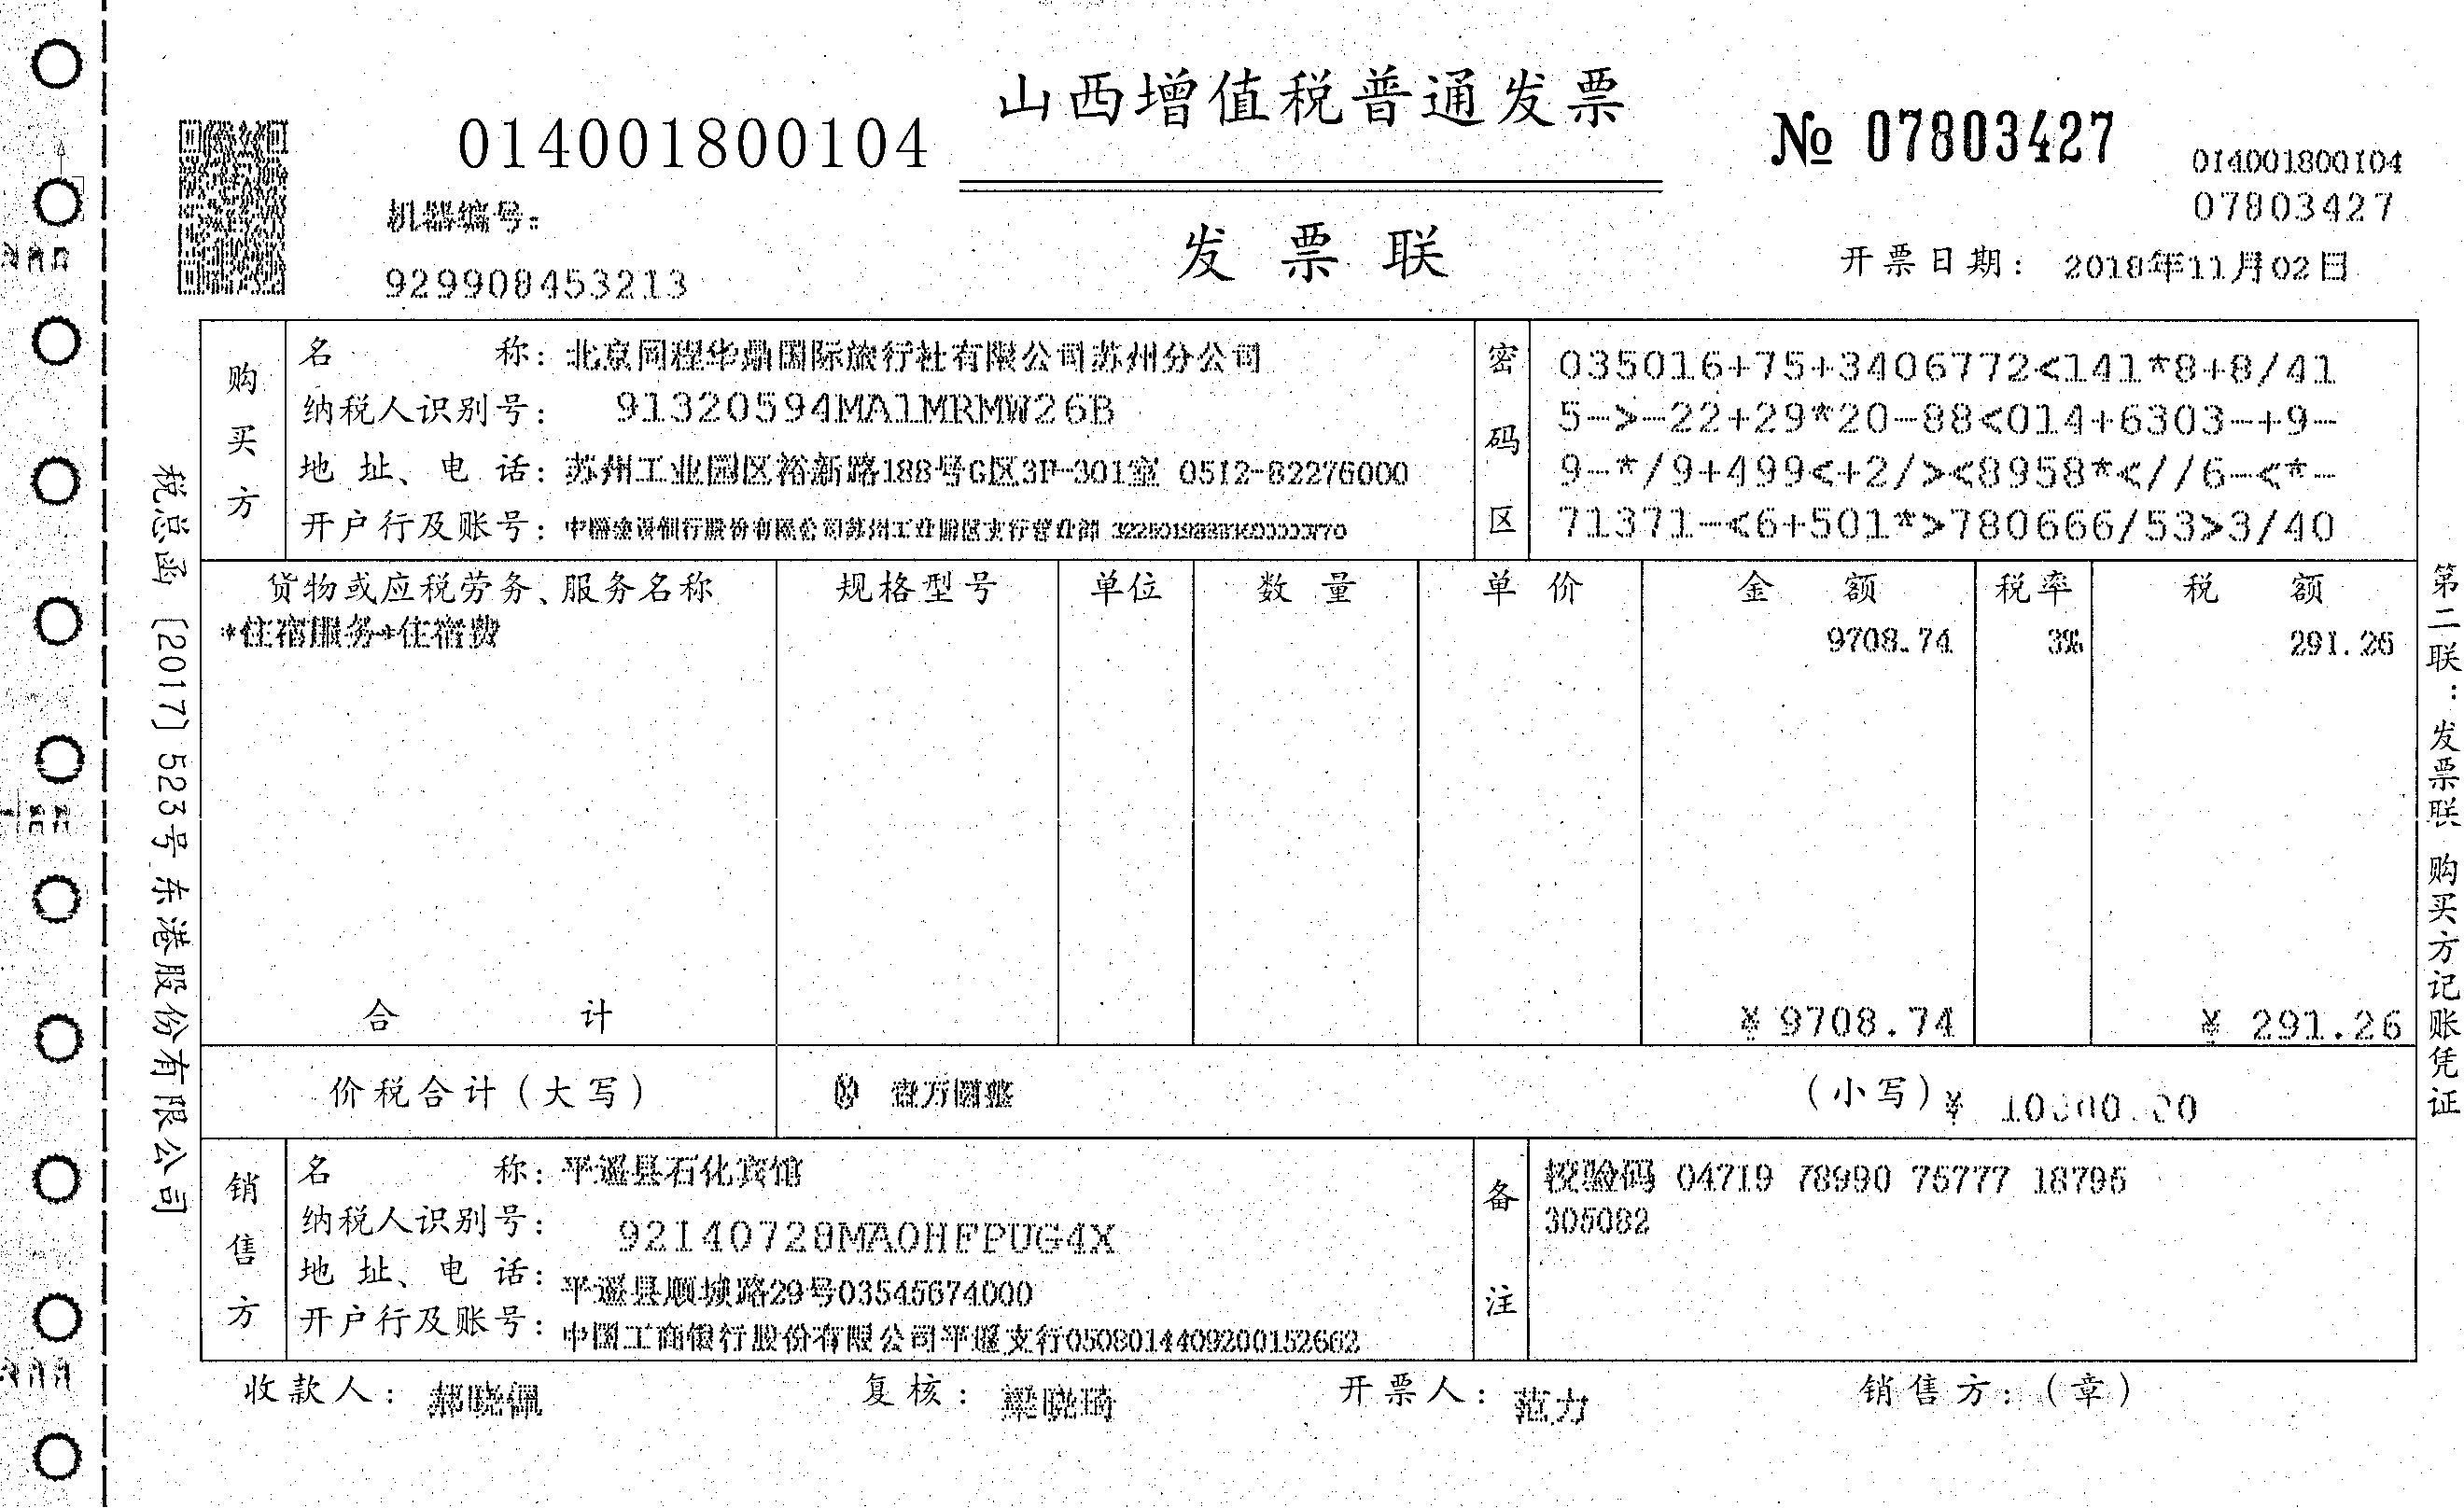 山西增值税普通发票
014001800104
№ 07803427
014001800104
07803427
机器编号:
929908453213
发票联
开票日期: 2018年11月02日
购买方
名称: 北京同程华鼎国际旅行社有限公司苏州分公司
纳税人识别号: 91320594MA1MRMW26B
地址、电话: 苏州工业园区裕新路188号G区3F-301室 0512-82276000
开户行及账号: 中国建设银行股份有限公司苏州工业园区支行营业部
密码区
035016+75+3406772<141*8+8/41
5->-22+29*20-88<014+6303-+9-
9-*/9+499<+2/><8958*<//6-<*-
71371-<6+501*>780666/53>3/40
货物或应税劳务、服务名称 规格型号 单位 数量 单价 金额 税率 税额
*住宿服务*住宿费 9708.74 3% 291.26
合计 ¥9708.74 ¥ 291.26
价税合计(大写) 壹万圆整 (小写)¥ 10000.00
销售方
名称: 平遥县石化宾馆
纳税人识别号: 92140728MA0HFPUG4X
地址、电话: 平遥县顺城路29号03545674000
开户行及账号: 中国工商银行股份有限公司平遥支行0508014409200152662
备注
校验码 04719 78990 75777 18795
305082
收款人: 郝晓佩 复核: 梁晓琦 开票人: 范力 销售方:(章)
税总函〔2017〕523号东港股份有限公司
第二联:发票联 购买方记账凭证